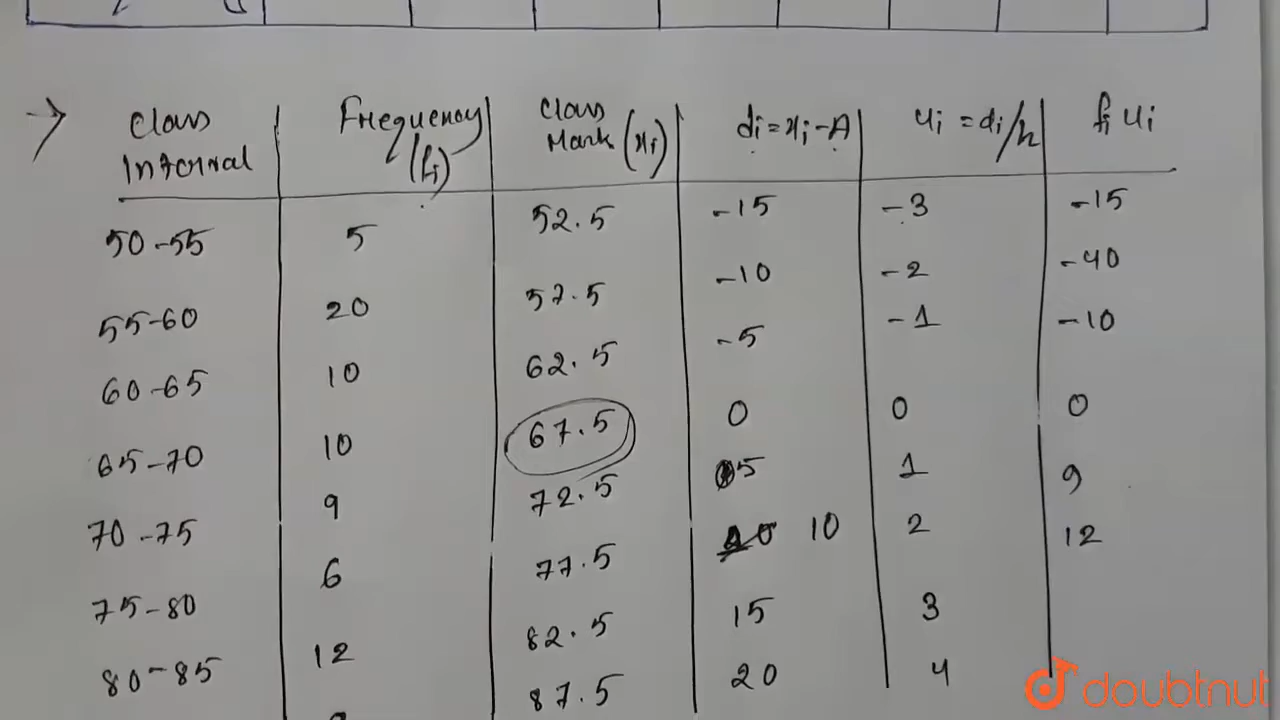 → Class Interval | Frequency (fi) | Class Mark (xi) | di = xi - A | ui = di/h | fi ui
50-55 | 5 | 52.5 | -15 | -3 | -15
55-60 | 20 | 57.5 | -10 | -2 | -40
60-65 | 10 | 62.5 | -5 | -1 | -10
65-70 | 10 | 67.5 | 0 | 0 | 0
70-75 | 9 | 72.5 | 5 | 1 | 9
75-80 | 6 | 77.5 | 10 | 2 | 12
80-85 | 12 | 82.5 | 15 | 3
87.5 | 20 | 4
doubtnut